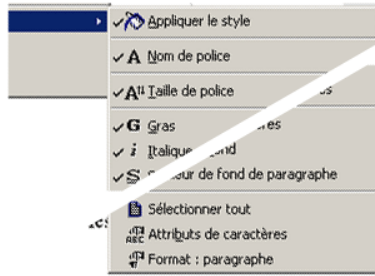 Appliquer le style
A Nom de police
A Taille de police
G Gras
i Italique
S de fond de paragraphe
Sélectionner tout
ABC Attributs de caractères
Format : paragraphe